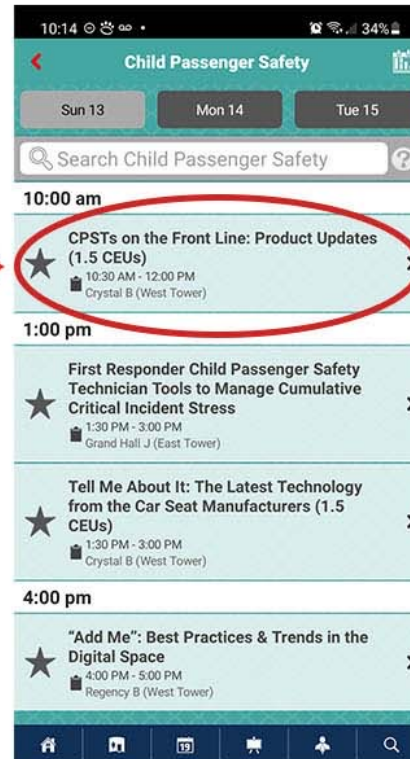 10:14
34%
Child Passenger Safety
Sun 13
Mon 14
Tue 15
Search Child Passenger Safety
?
10:00 am
CPSTs on the Front Line: Product Updates
(1.5 CEUs)
10:30 AM - 12:00 PM
Crystal B (West Tower)
1:00 pm
First Responder Child Passenger Safety
Technician Tools to Manage Cumulative
Critical Incident Stress
1:30 PM - 3:00 PM
Grand Hall J (East Tower)
Tell Me About It: The Latest Technology
from the Car Seat Manufacturers (1.5
CEUs)
1:30 PM - 3:00 PM
Crystal B (West Tower)
4:00 pm
"Add Me": Best Practices & Trends in the
Digital Space
4:00 PM - 5:00 PM
Regency B (West Tower)
19